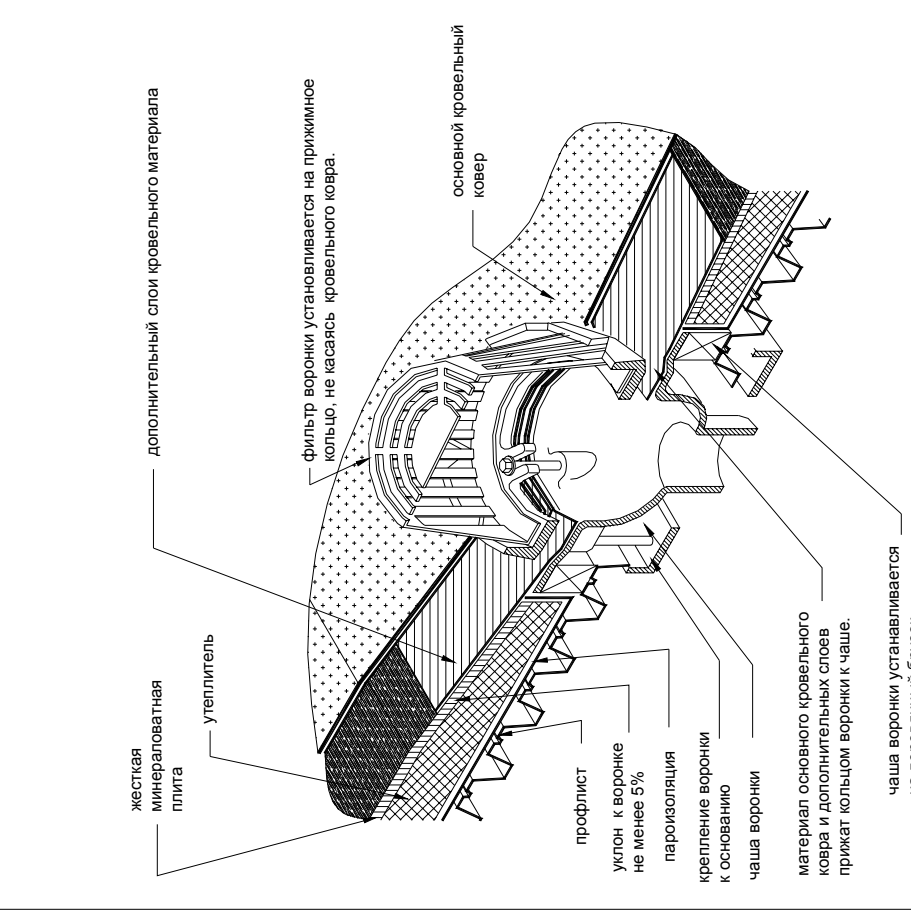 дополнительный слои кровельного материала
фильтр воронки установливается на прижимное
кольцо, не касаясь кровельного ковра.
основной кровельный
ковер
жесткая
минераловатная
плита
утеплитель
профлист
уклон к воронке
не менее 5%
пароизоляция
крепление воронки
к основанию
чаша воронки
материал основного кровельного
ковра и дополнительных слоев
прижат кольцом воронки к чаше.
чаша воронки устанавливается